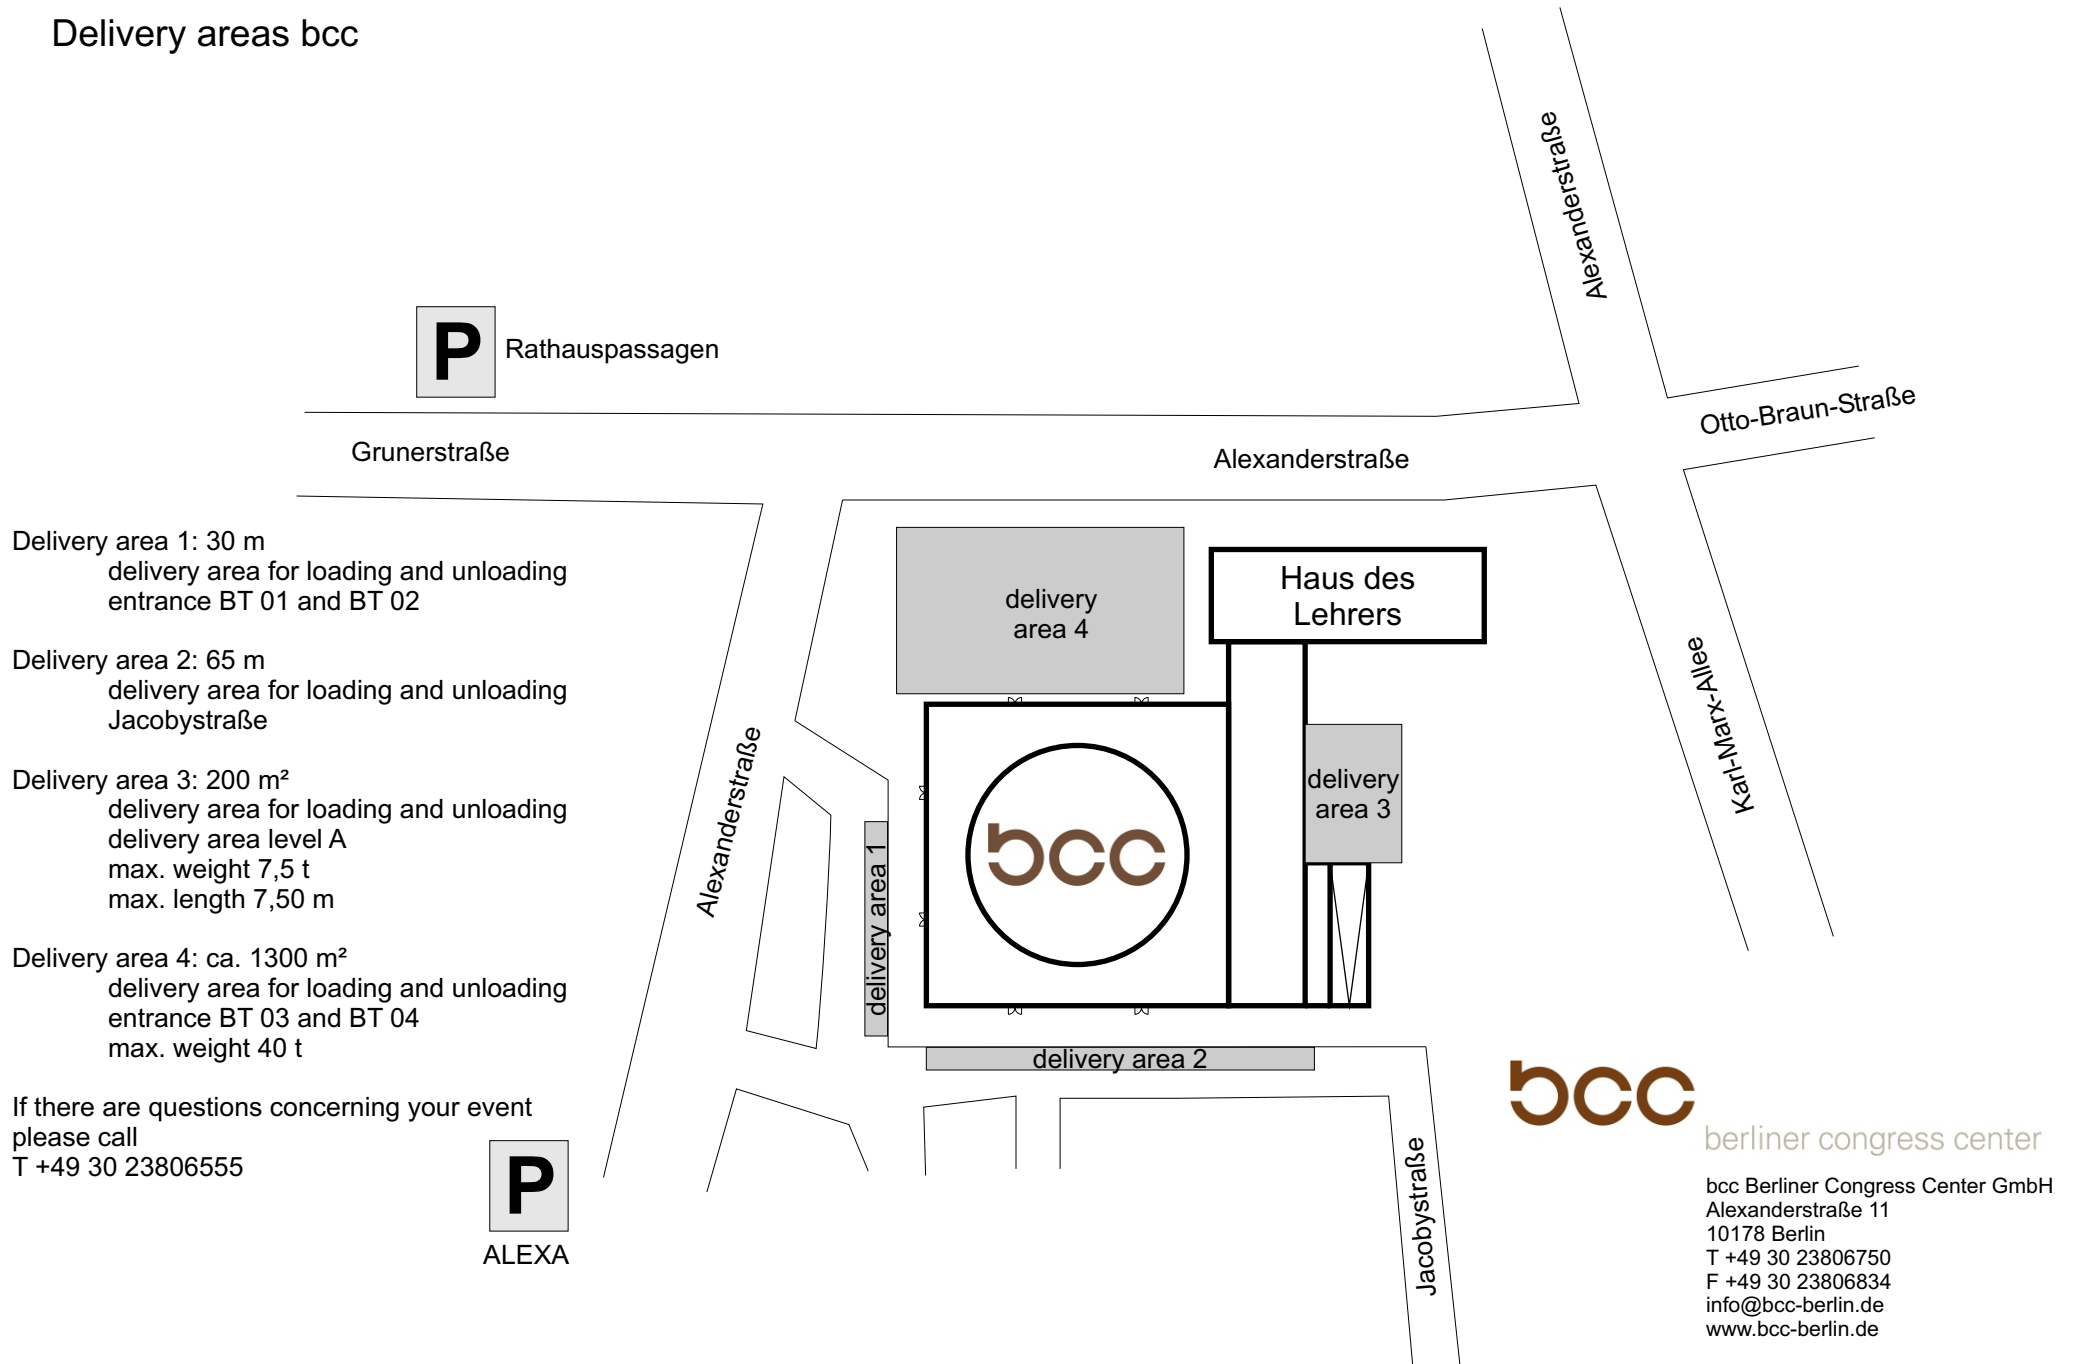 Delivery areas bcc
Alexanderstraße
P
Rathauspassagen
Otto-Braun-Straße
Grunerstraße
Alexanderstraße
Delivery area 1: 30 m
delivery area for loading and unloading
entrance BT 01 and BT 02
Delivery area 2: 65 m
delivery area for loading and unloading
Jacobystraße
Delivery area 3: 200 m²
delivery area for loading and unloading
delivery area level A
max. weight 7,5 t
max. length 7,50 m
Delivery area 4: ca. 1300 m²
delivery area for loading and unloading
entrance BT 03 and BT 04
max. weight 40 t
If there are questions concerning your event
please call
T +49 30 23806555
P
ALEXA
delivery
area 4
Haus des
Lehrers
Karl-Marx-Allee
Alexanderstraße
delivery
area 3
bcc
delivery area 1
delivery area 2
Jacobystraße
bcc
berliner congress center
bcc Berliner Congress Center GmbH
Alexanderstraße 11
10178 Berlin
T +49 30 23806750
F +49 30 23806834
info@bcc-berlin.de
www.bcc-berlin.de